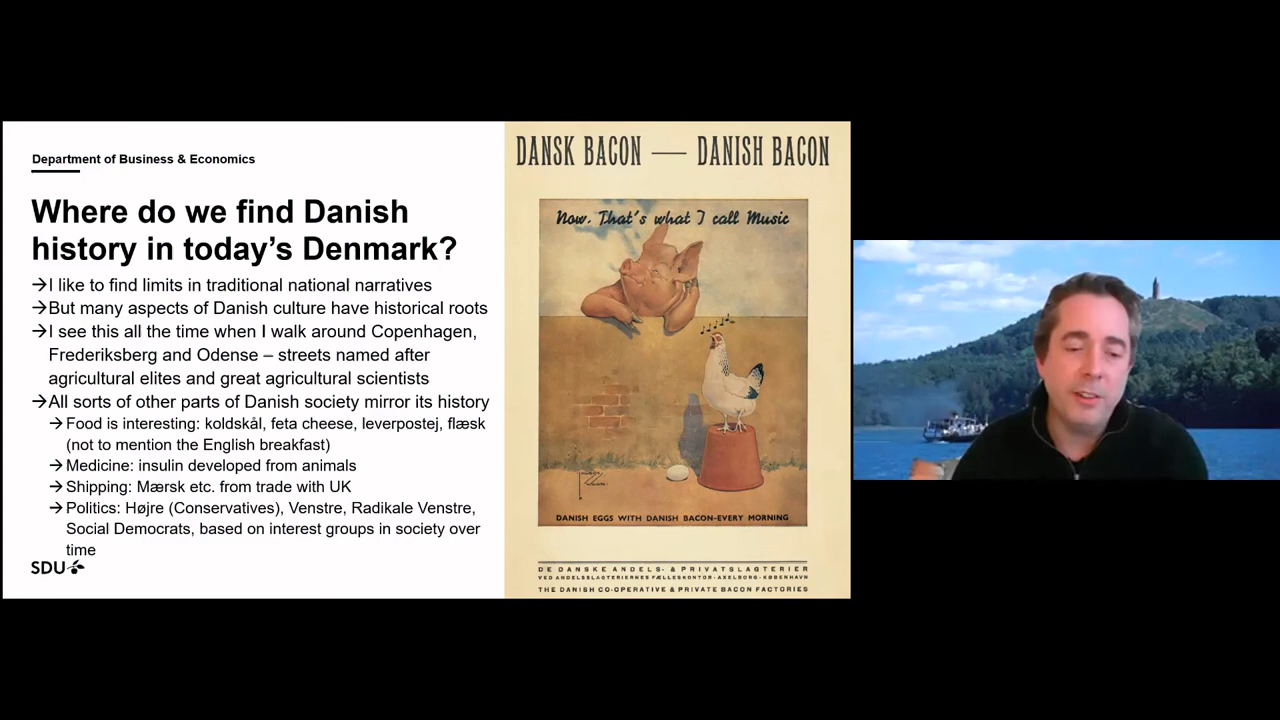 Department of Business & Economics
Where do we find Danish
history in today's Denmark?
→I like to find limits in traditional national narratives
→But many aspects of Danish culture have historical roots
→I see this all the time when I walk around Copenhagen,
Frederiksberg and Odense – streets named after
agricultural elites and great agricultural scientists
→All sorts of other parts of Danish society mirror its history
→Food is interesting: koldskål, feta cheese, leverpostej, flæsk
(not to mention the English breakfast)
→Medicine: insulin developed from animals
→Shipping: Mærsk etc. from trade with UK
→Politics: Højre (Conservatives), Venstre, Radikale Venstre,
Social Democrats, based on interest groups in society over
time
SDU
DANSK BACON — DANISH BACON
Now. That's what I call Music
DANISH EGGS WITH DANISH BACON-EVERY MORNING
DE DANSKE ANDELS- & PRIVATSLAGTERIER
VED ANDELSSLAGTERIERNES FÆLLESKONTOR-AXELBORG-KØBENHAVN
THE DANISH CO-OPERATIVE & PRIVATE BACON FACTORIES